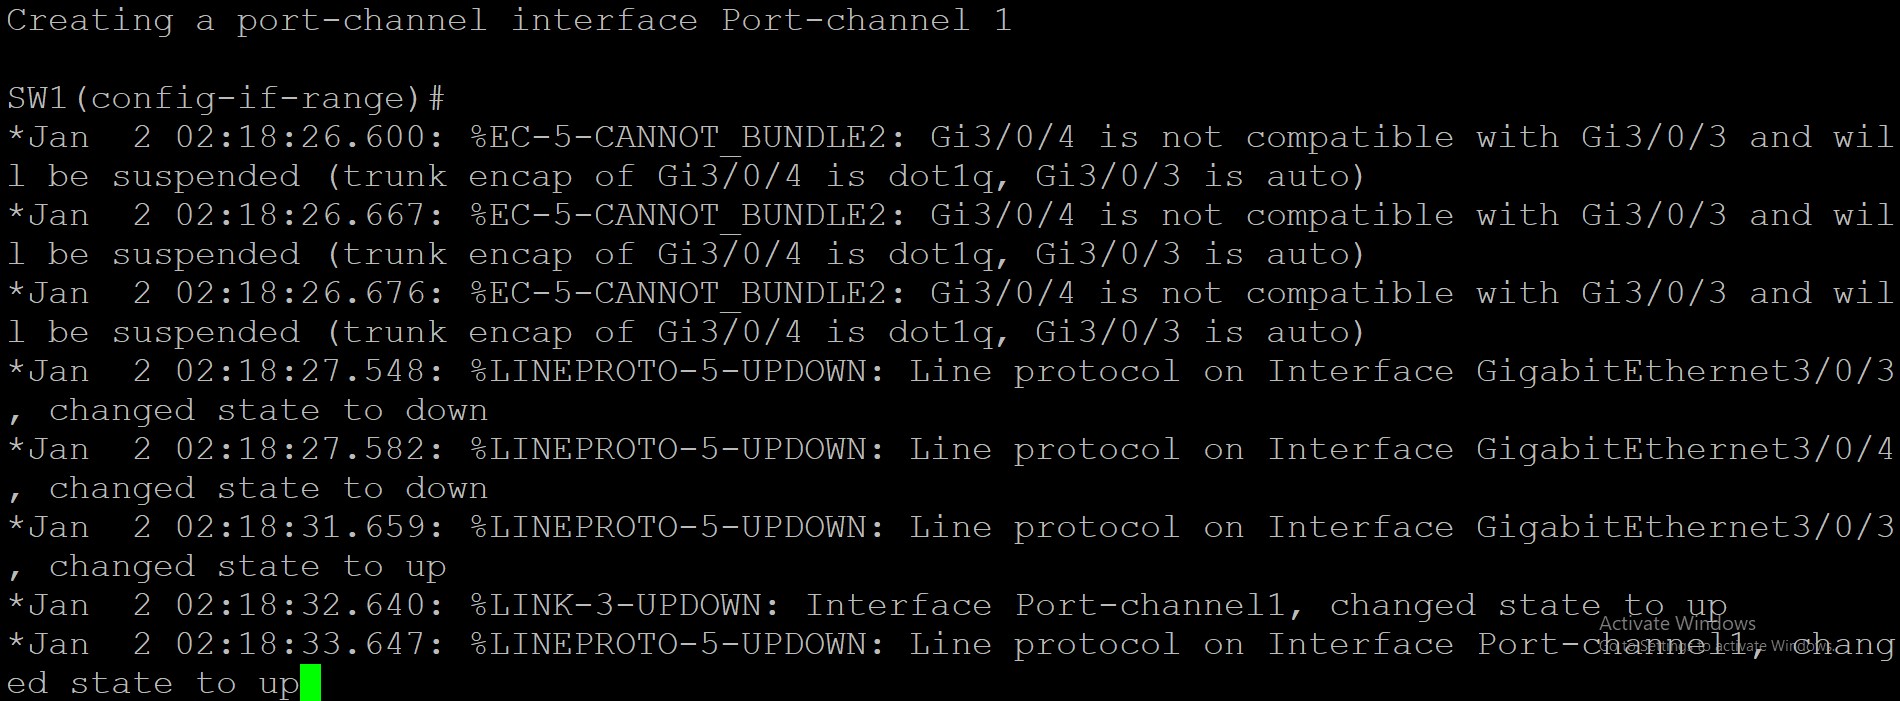 Creating a port-channel interface Port-channel 1
SW1(config-if-range)#
*Jan  2 02:18:26.600: %EC-5-CANNOT_BUNDLE2: Gi3/0/4 is not compatible with Gi3/0/3 and wil
l be suspended (trunk encap of Gi3/0/4 is dot1q, Gi3/0/3 is auto)
*Jan  2 02:18:26.667: %EC-5-CANNOT_BUNDLE2: Gi3/0/4 is not compatible with Gi3/0/3 and wil
l be suspended (trunk encap of Gi3/0/4 is dot1q, Gi3/0/3 is auto)
*Jan  2 02:18:26.676: %EC-5-CANNOT_BUNDLE2: Gi3/0/4 is not compatible with Gi3/0/3 and wil
l be suspended (trunk encap of Gi3/0/4 is dot1q, Gi3/0/3 is auto)
*Jan  2 02:18:27.548: %LINEPROTO-5-UPDOWN: Line protocol on Interface GigabitEthernet3/0/3
, changed state to down
*Jan  2 02:18:27.582: %LINEPROTO-5-UPDOWN: Line protocol on Interface GigabitEthernet3/0/4
, changed state to down
*Jan  2 02:18:31.659: %LINEPROTO-5-UPDOWN: Line protocol on Interface GigabitEthernet3/0/3
, changed state to up
*Jan  2 02:18:32.640: %LINK-3-UPDOWN: Interface Port-channel1, changed state to up
Activate Windows
*Jan  2 02:18:33.647: %LINEPROTO-5-UPDOWN: Line protocol on Interface Port-channel1, chang
Go to Settings to activate Windows.
ed state to up